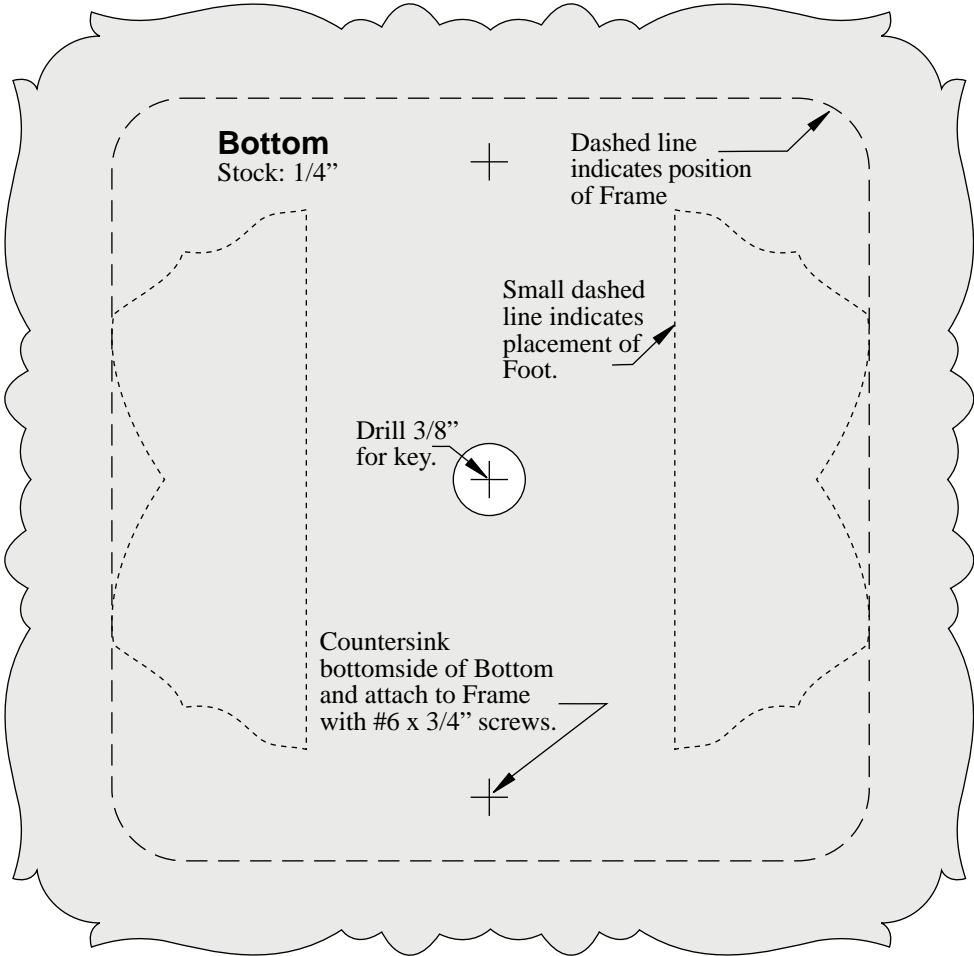 Bottom
Stock: 1/4”
Dashed line
indicates position
of Frame
Small dashed
line indicates
placement of
Foot.
Drill 3/8”
for key.
Countersink
bottomside of Bottom
and attach to Frame
with #6 x 3/4” screws.